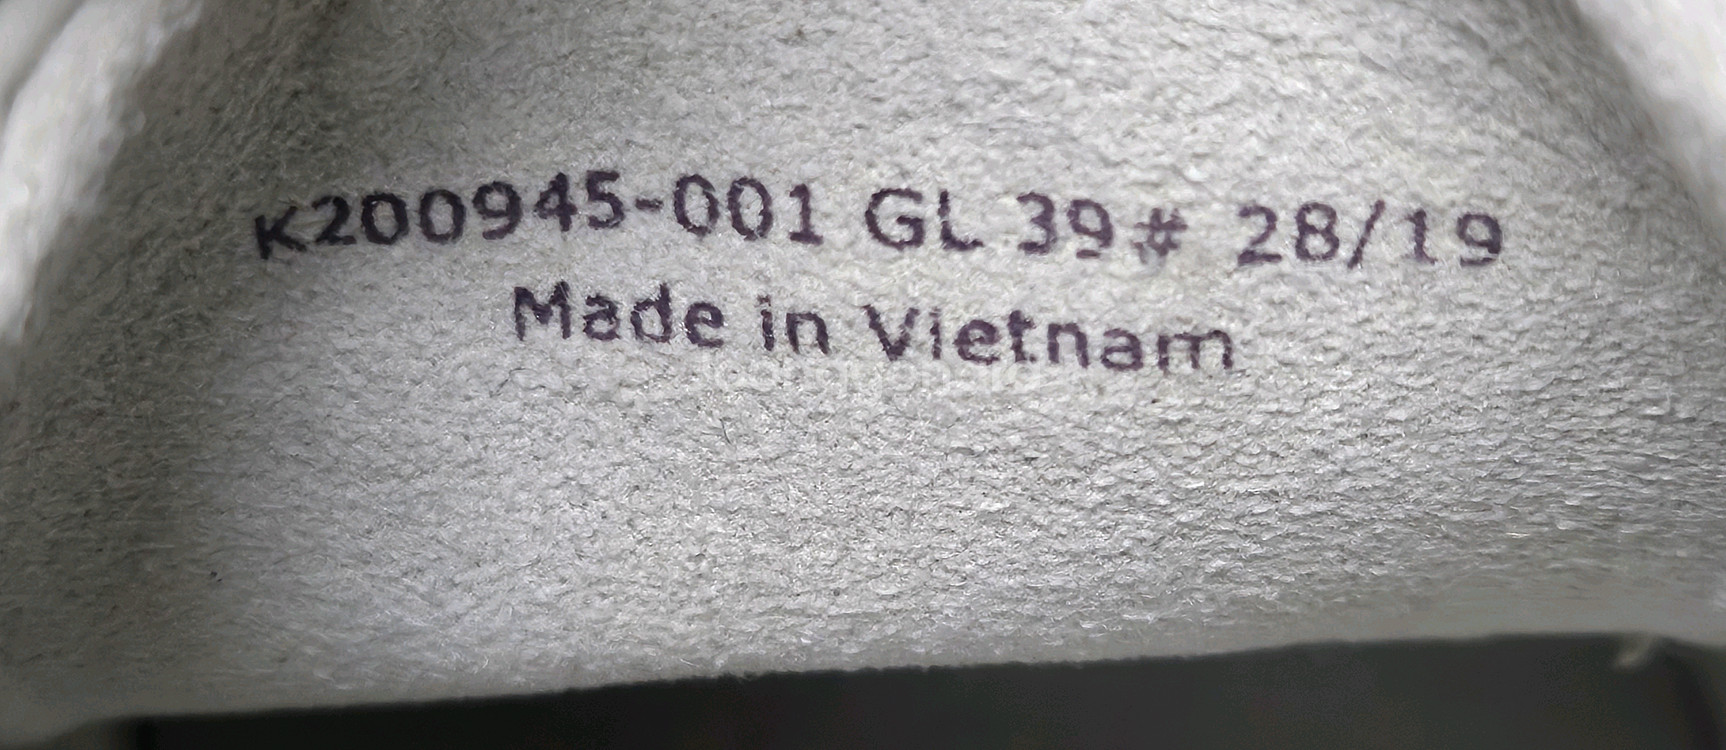 K200945-001 GL 39# 28/19
Made in Vietnam